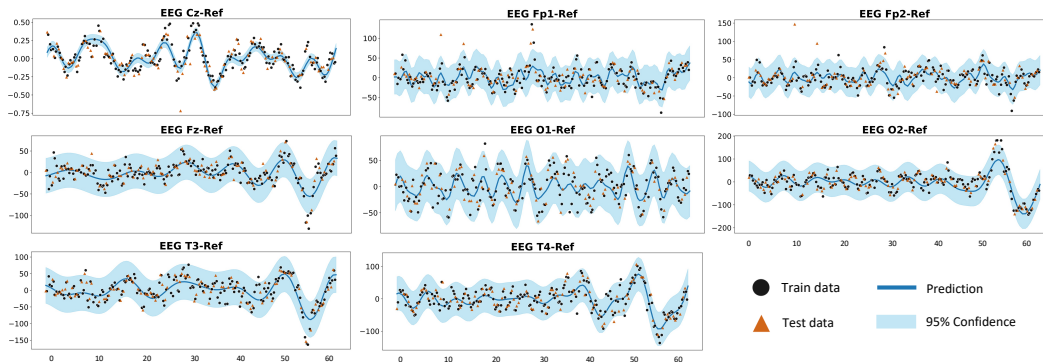 EEG Cz-Ref
0.50
0.25
0.00
−0.25
−0.50
−0.75
EEG Fp1-Ref
100
50
0
−50
EEG Fp2-Ref
150
100
50
0
−50
−100
EEG Fz-Ref
50
0
−50
−100
EEG O1-Ref
50
0
−50
EEG O2-Ref
200
100
0
−100
−200
0 10 20 30 40 50 60
EEG T3-Ref
100
50
0
−50
−100
−150
0 10 20 30 40 50 60
EEG T4-Ref
100
0
−100
0 10 20 30 40 50 60
Train data
Prediction
Test data
95% Confidence